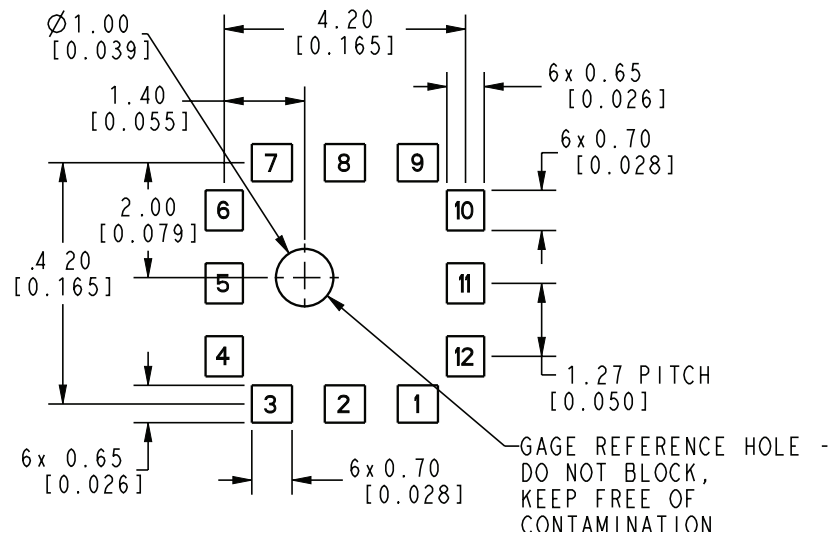 Ø1.00
[0.039]
4.20
[0.165]
1.40
[0.055]
6x 0.65
[0.026]
6x 0.70
[0.028]
7
8
9
6
10
2.00
[0.079]
.4 20
[0.165]
5
11
4
12
1.27 PITCH
[0.050]
3
2
1
6x 0.65
[0.026]
6x 0.70
[0.028]
GAGE REFERENCE HOLE -
DO NOT BLOCK,
KEEP FREE OF
CONTAMINATION